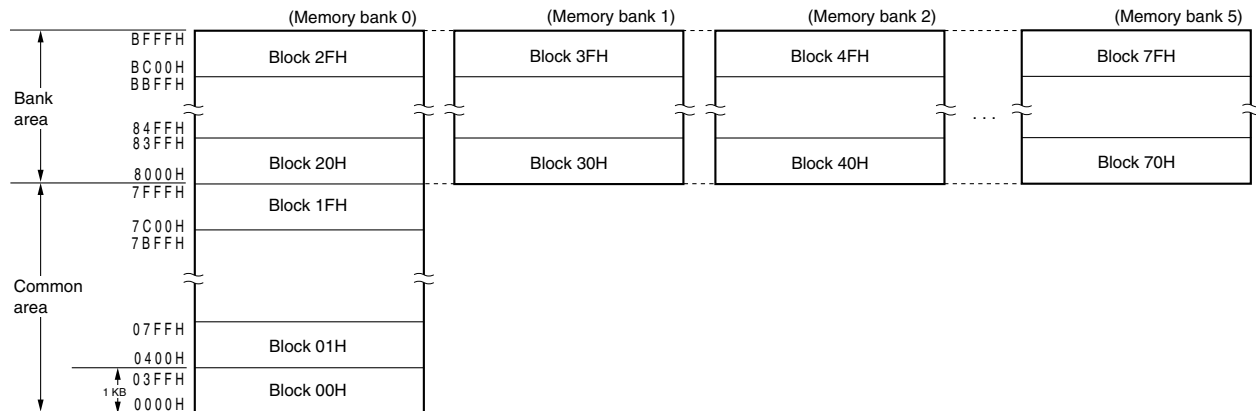 (Memory bank 0) (Memory bank 1) (Memory bank 2) (Memory bank 5)
BFFFH
Block 2FH Block 3FH Block 4FH Block 7FH
BC00H
BBFFH
Bank
area
. . .
84FFH
83FFH
Block 20H Block 30H Block 40H Block 70H
8000H
7FFFH
Block 1FH
7C00H
7BFFH
Common
area
07FFH
Block 01H
0400H
03FFH
1 KB
Block 00H
0000H